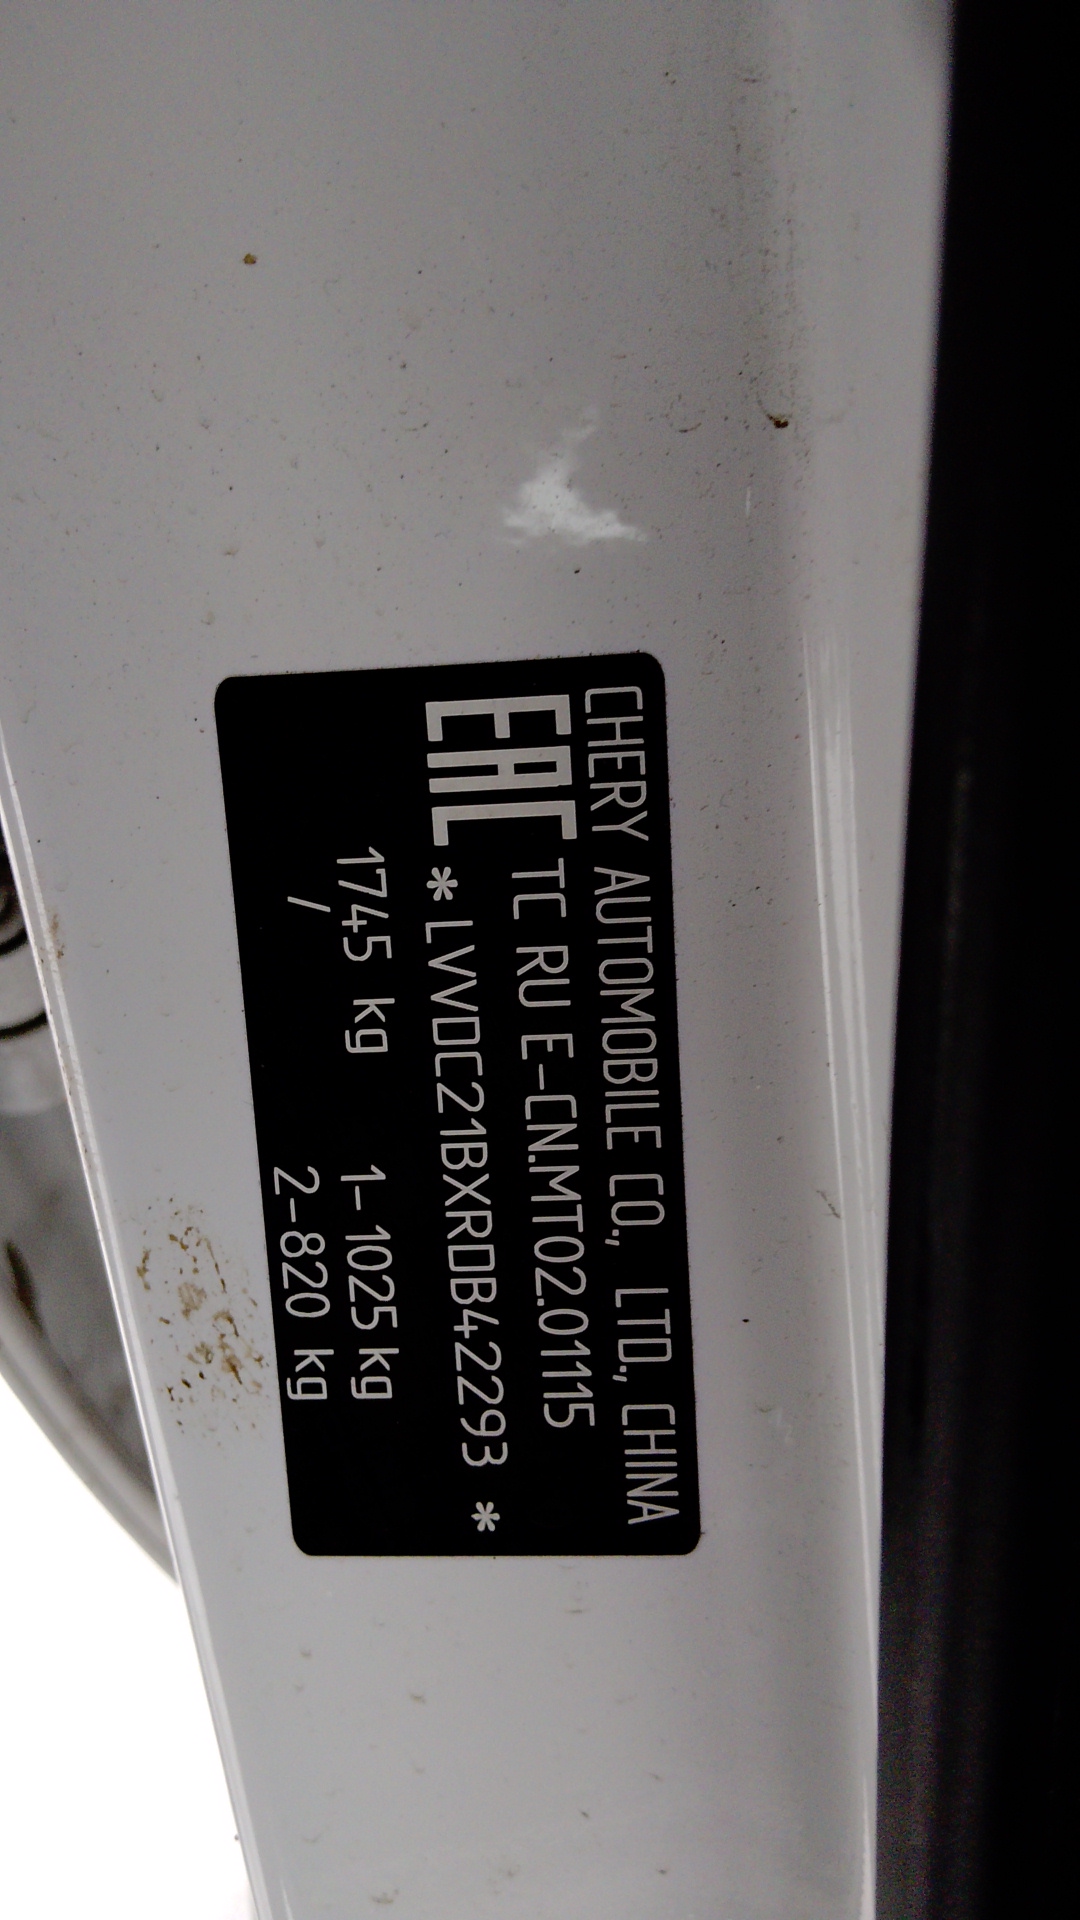 CHERY AUTOMOBILE CO., LTD., CHINA
EAC TC RU E-CN.MT02.01115
*LVVDC21BXRDB42293 *
1745 kg 1-1025 kg
/ 2-820 kg